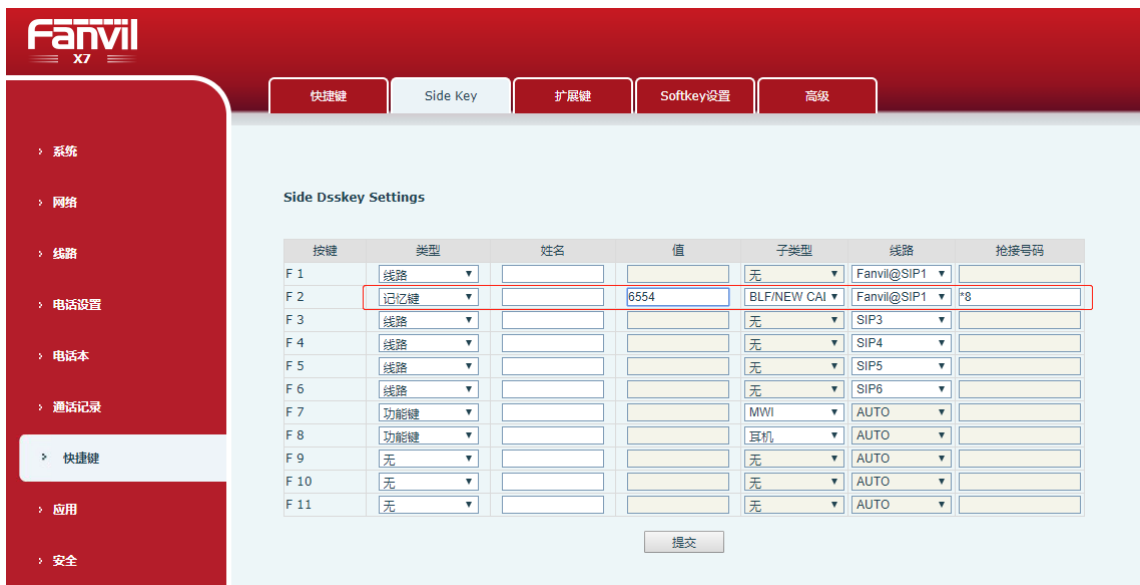 Fanvil
X7
快捷键 Side Key 扩展键 Softkey设置 高级
系统
网络
线路
电话设置
电话本
通话记录
快捷键
应用
安全
Side Dsskey Settings
按键 类型 姓名 值 子类型 线路 抢接号码
F 1 线路 无 Fanvil@SIP1
F 2 记忆键 6554 BLF/NEW CAI Fanvil@SIP1 *8
F 3 线路 无 SIP3
F 4 线路 无 SIP4
F 5 线路 无 SIP5
F 6 线路 无 SIP6
F 7 功能键 MWI AUTO
F 8 功能键 耳机 AUTO
F 9 无 无 AUTO
F 10 无 无 AUTO
F 11 无 无 AUTO
提交